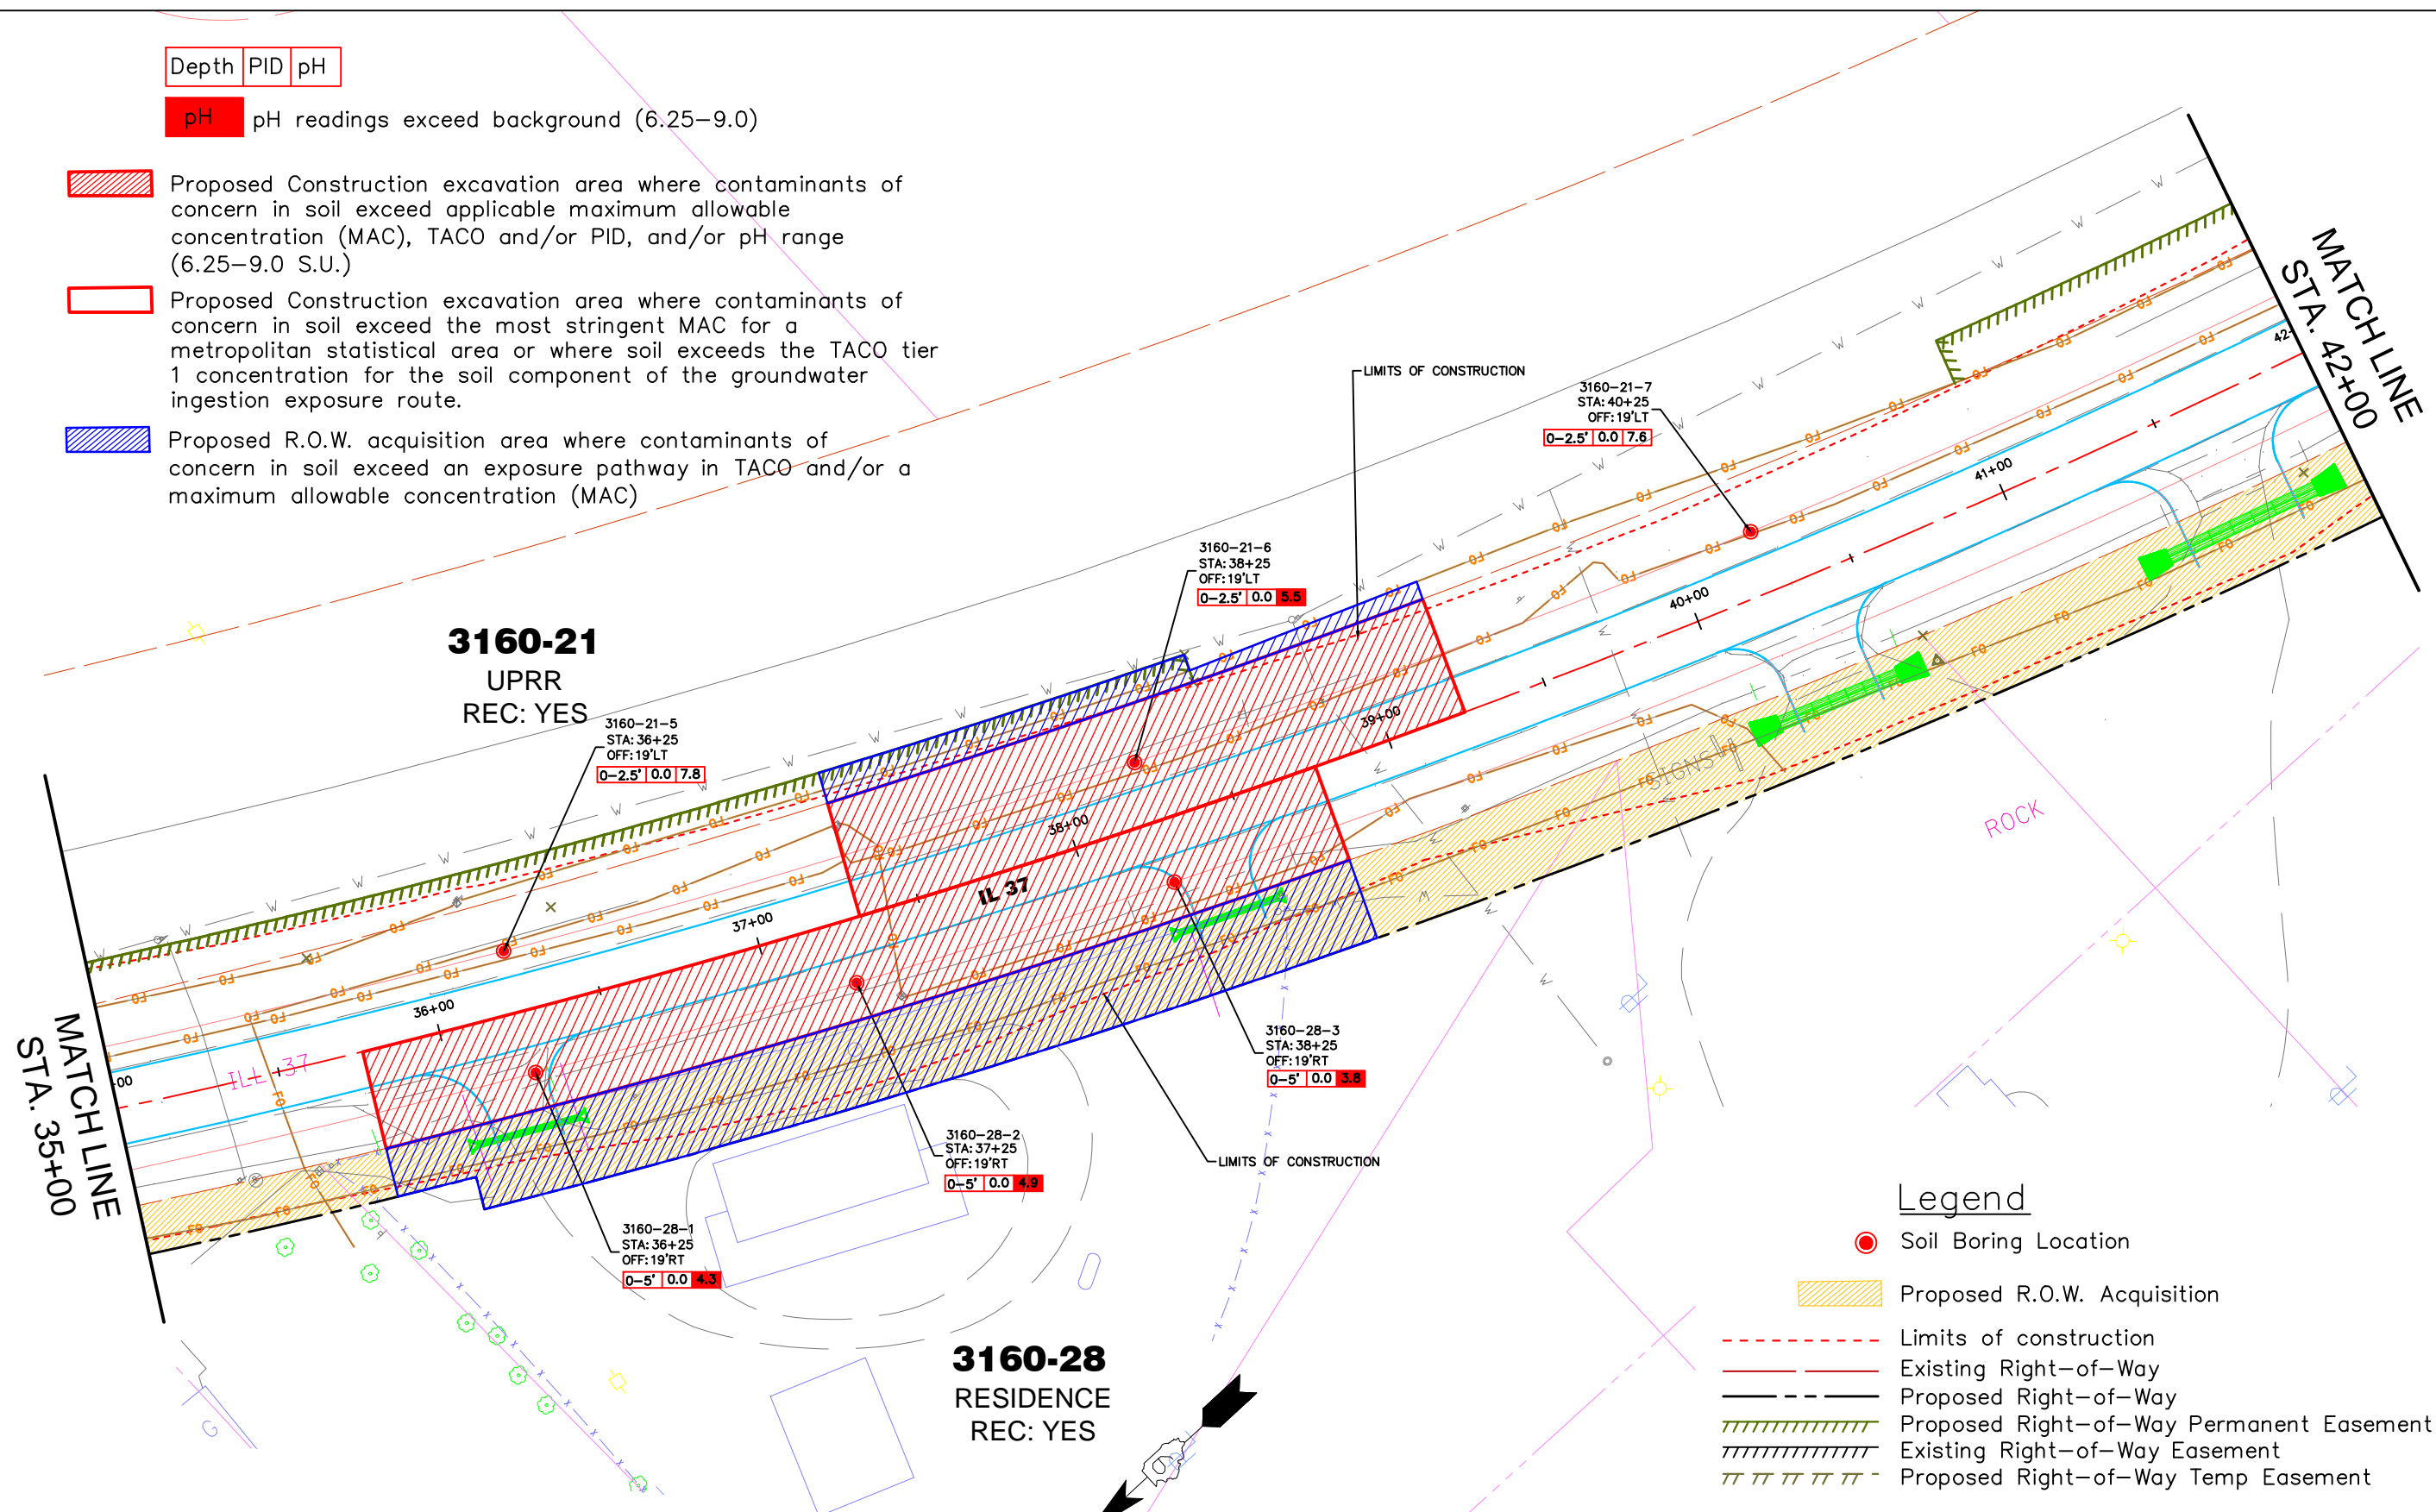 Depth PID pH
pH pH readings exceed background (6.25–9.0)
Proposed Construction excavation area where contaminants of
concern in soil exceed applicable maximum allowable
concentration (MAC), TACO and/or PID, and/or pH range
(6.25–9.0 S.U.)
Proposed Construction excavation area where contaminants of
concern in soil exceed the most stringent MAC for a
metropolitan statistical area or where soil exceeds the TACO tier
1 concentration for the soil component of the groundwater
ingestion exposure route.
Proposed R.O.W. acquisition area where contaminants of
concern in soil exceed an exposure pathway in TACO and/or a
maximum allowable concentration (MAC)
LIMITS OF CONSTRUCTION
3160-21-7
STA: 40+25
OFF: 19'LT
0-2.5' 0.0 7.6
MATCH LINE
STA. 42+00
42+
41+00
40+00
3160-21-6
STA: 38+25
OFF: 19'LT
0-2.5' 0.0 5.5
3160-21
UPRR
REC: YES
3160-21-5
STA: 36+25
OFF: 19'LT
0-2.5' 0.0 7.8
39+00
38+00
37+00
36+00
IL 37
ILL 37
SIGNS
ROCK
MATCH LINE
STA. 35+00
+00
3160-28-3
STA: 38+25
OFF: 19'RT
0-5' 0.0 3.8
3160-28-2
STA: 37+25
OFF: 19'RT
0-5' 0.0 4.9
LIMITS OF CONSTRUCTION
3160-28-1
STA: 36+25
OFF: 19'RT
0-5' 0.0 4.3
3160-28
RESIDENCE
REC: YES
G
Legend
Soil Boring Location
Proposed R.O.W. Acquisition
Limits of construction
Existing Right-of-Way
Proposed Right-of-Way
Proposed Right-of-Way Permanent Easement
Existing Right-of-Way Easement
Proposed Right-of-Way Temp Easement